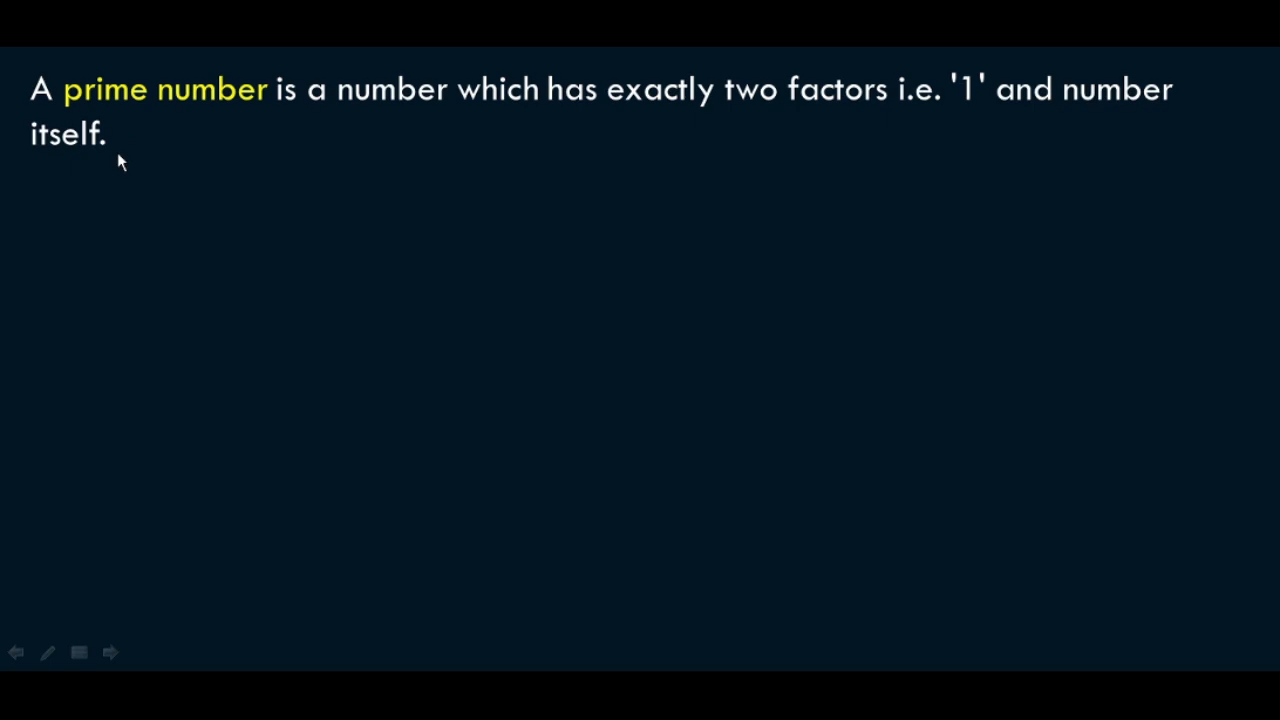 A prime number is a number which has exactly two factors i.e. '1' and number
itself.